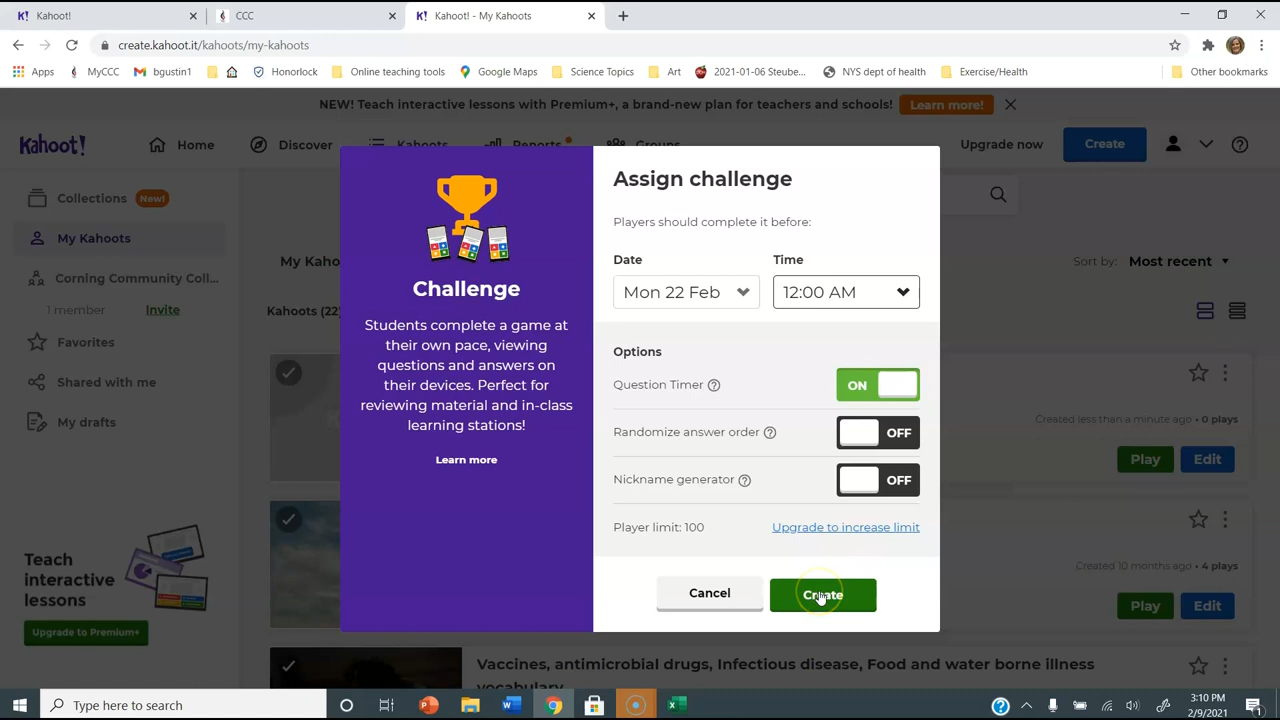 Kahoot!
CCC
Kahoot! - My Kahoots
create.kahoot.it/kahoots/my-kahoots
Apps
MyCCC
bgustin1
Honorlock
Online teaching tools
Google Maps
Science Topics
Art
2021-01-06 Steube...
NYS dept of health
Exercise/Health
Other bookmarks
NEW! Teach interactive lessons with Premium+, a brand-new plan for teachers and schools!
Learn more!
Kahoot!
Home
Discover
Kahoots
Reports
Groups
Upgrade now
Create
Collections
New!
My Kahoots
Corning Community Coll...
1 member
Invite
Favorites
Shared with me
My drafts
Teach
interactive
lessons
Upgrade to Premium+
My Kaho
Sort by:
Most recent
Kahoots (22)
Challenge
Students complete a game at
their own pace, viewing
questions and answers on
their devices. Perfect for
reviewing material and in-class
learning stations!
Learn more
Assign challenge
Players should complete it before:
Date
Time
Mon 22 Feb
12:00 AM
Options
Question Timer
ON
Randomize answer order
OFF
Nickname generator
OFF
Player limit: 100
Upgrade to increase limit
Cancel
Create
Created less than a minute ago • 0 plays
Play
Edit
Created 10 months ago • 4 plays
Play
Edit
Vaccines, antimicrobial drugs, Infectious disease, Food and water borne illness
vocabulary
Type here to search
3:10 PM
2/9/2021
1